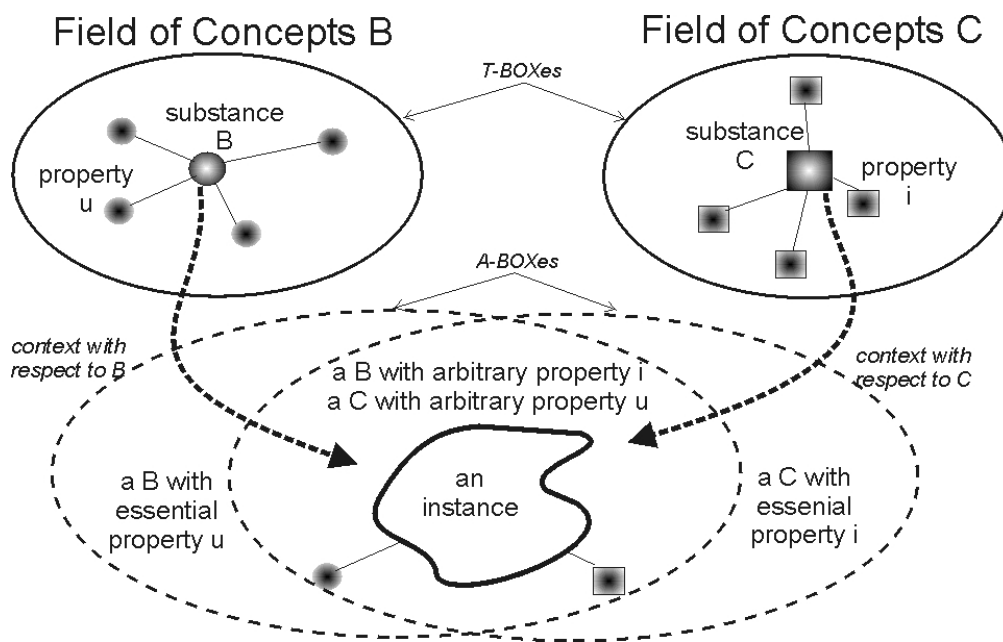 Field of Concepts B
Field of Concepts C
T-BOXes
substance
B
property
u
substance
C
property
i
A-BOXes
context with
respect to B
context with
respect to C
a B with arbitrary property i
a C with arbitrary property u
an
instance
a B with
essential
property u
a C with
essenial
property i